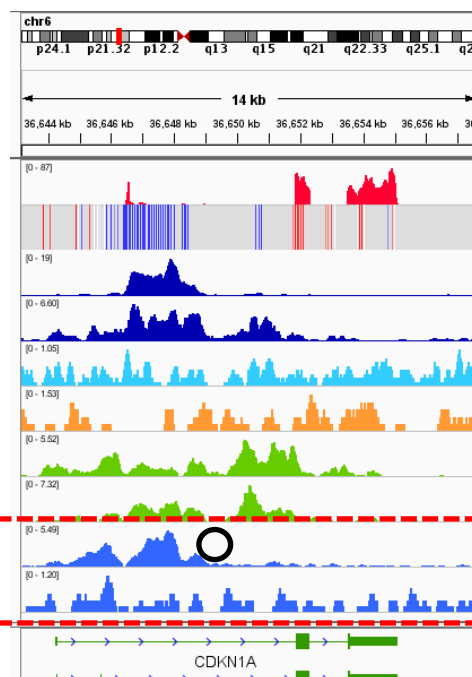 chr6
p24.1 p21.32 p12.2 q13 q15 q21 q22.33 q25.1 q2
14 kb
36,644 kb 36,646 kb 36,648 kb 36,650 kb 36,652 kb 36,654 kb 36,656 kb 36
[0 - 87]
[0 - 19]
[0 - 6.60]
[0 - 1.05]
[0 - 1.53]
[0 - 5.52]
[0 - 7.32]
[0 - 5.49]
[0 - 1.20]
CDKN1A